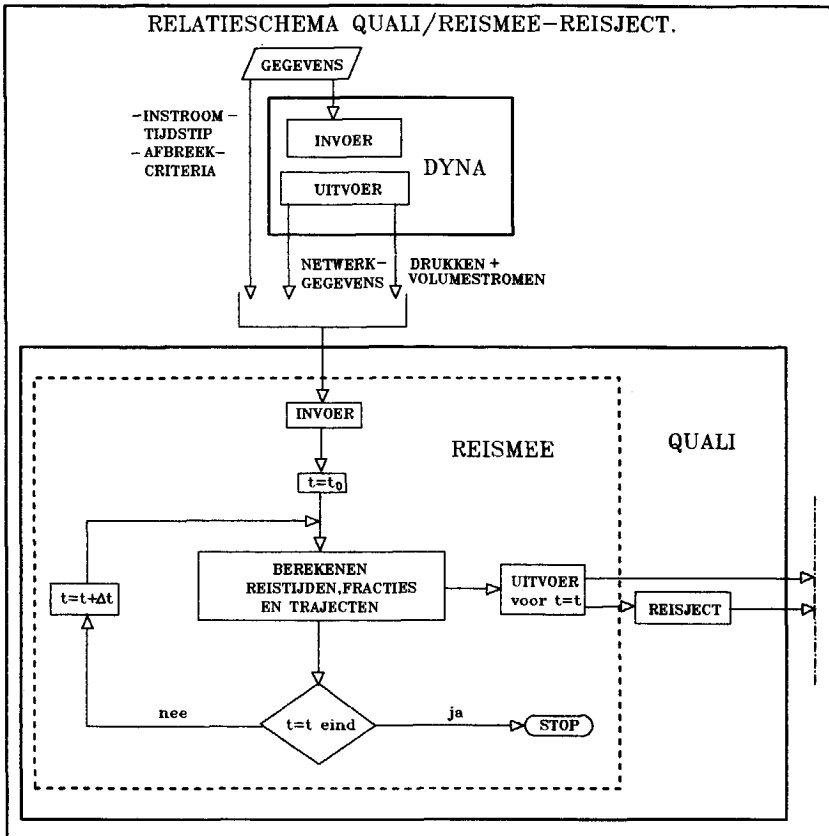 RELATIESCHEMA QUALI/REISMEE-REISJECT.
GEGEVENS
-INSTROOM-
TIJDSTIP
-AFBREEK-
CRITERIA
INVOER
DYNA
UITVOER
NETWERK-
GEGEVENS
DRUKKEN +
VOLUMESTROMEN
INVOER
REISMEE
QUALI
t=t₀
BEREKENEN
REISTIJDEN,FRACTIES
EN TRAJECTEN
UITVOER
voor t=t
t=t+Δt
REISJECT
nee
t=t eind
ja
STOP